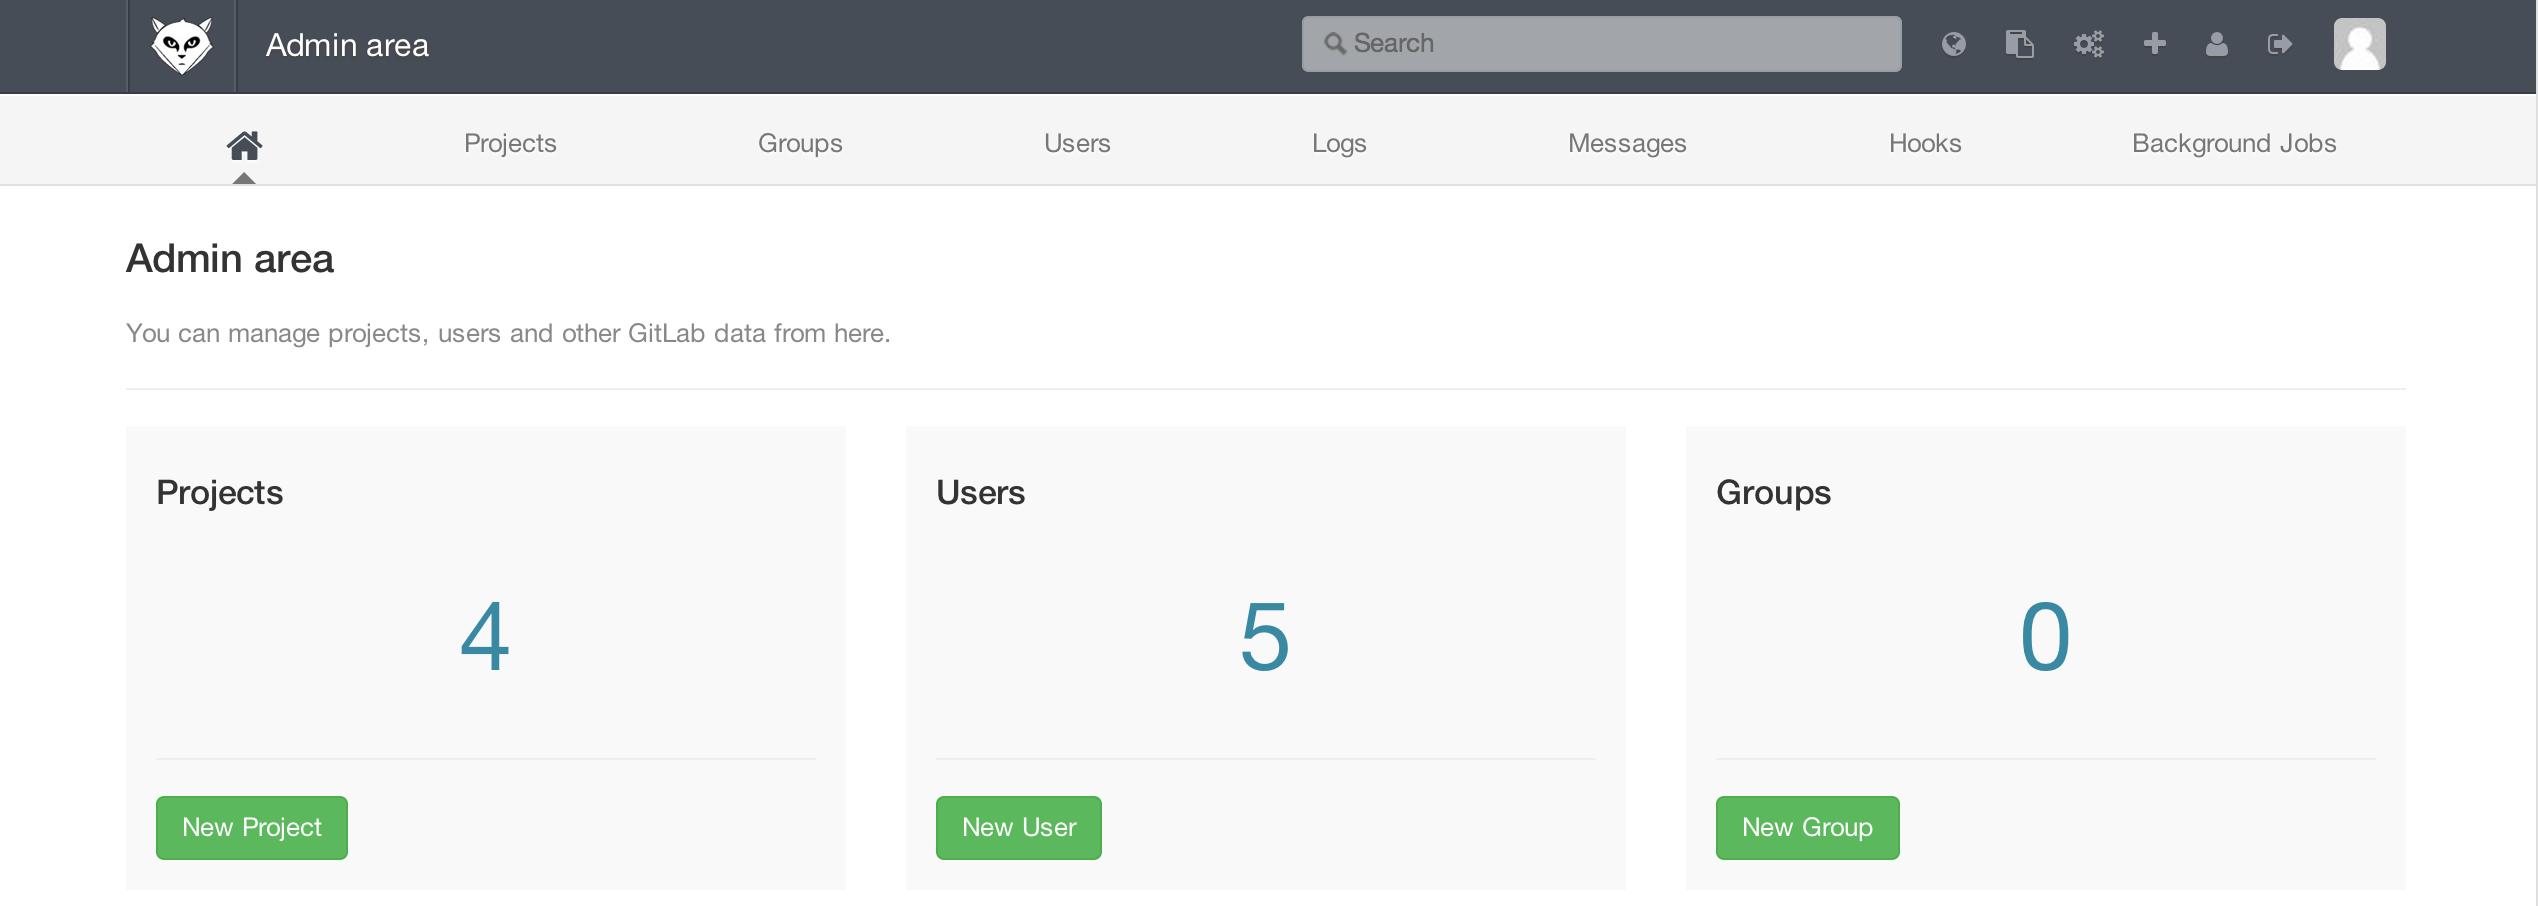 Admin area
Search
Projects Groups Users Logs Messages Hooks Background Jobs
Admin area
You can manage projects, users and other GitLab data from here.
Projects Users Groups
4 5 0
New Project New User New Group